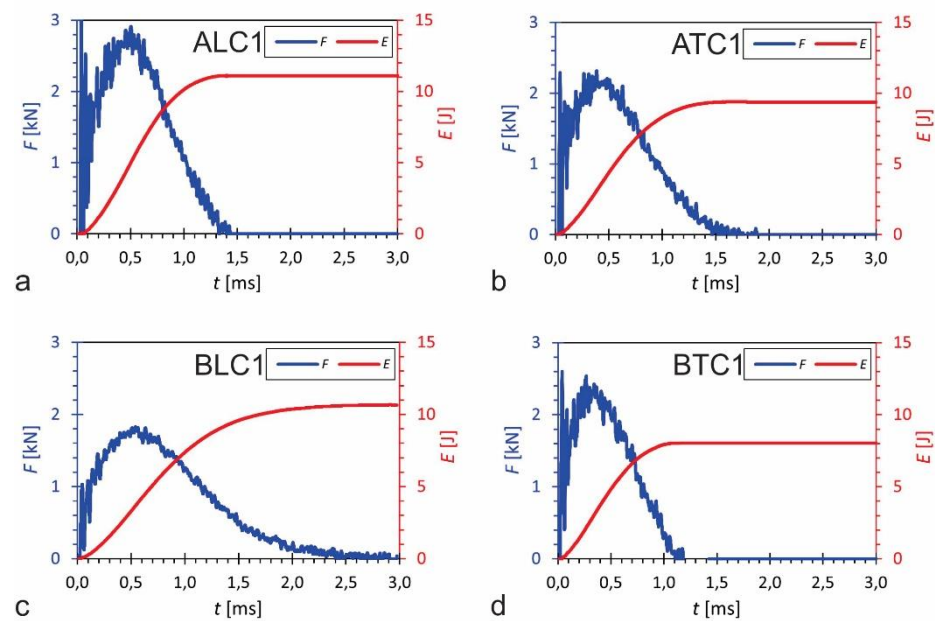 ALC1 F E
3 2 1 0
F [kN]
15 10 5 0
E [J]
0,0 0,5 1,0 1,5 2,0 2,5 3,0
t [ms]
a
ATC1 F E
3 2 1 0
F [kN]
15 10 5 0
E [J]
0,0 0,5 1,0 1,5 2,0 2,5 3,0
t [ms]
b
BLC1 F E
3 2 1 0
F [kN]
15 10 5 0
E [J]
0,0 0,5 1,0 1,5 2,0 2,5 3,0
t [ms]
c
BTC1 F E
3 2 1 0
F [kN]
15 10 5 0
E [J]
0,0 0,5 1,0 1,5 2,0 2,5 3,0
t [ms]
d